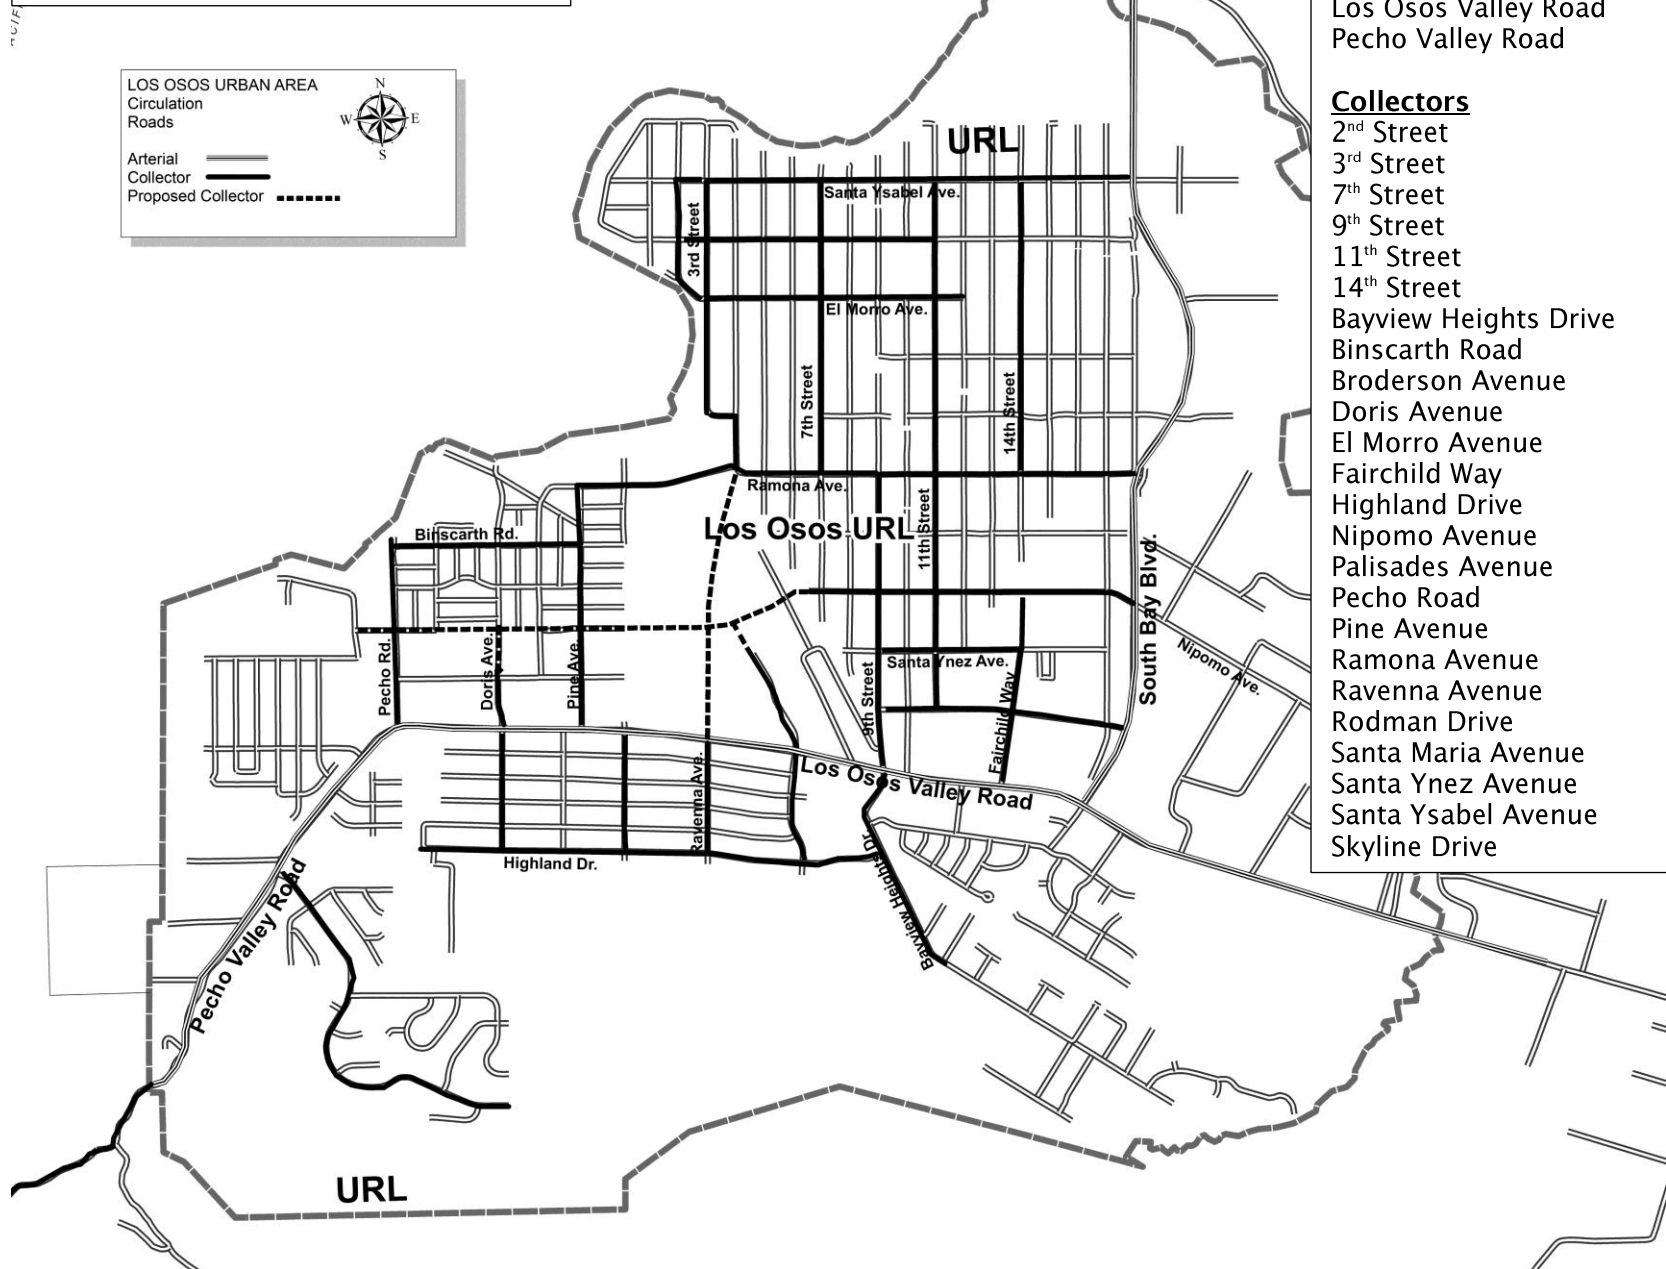 LOS OSOS URBAN AREA
Circulation
Roads
N
W
E
S
Arterial
Collector
Proposed Collector
URL
Santa Ysabel Ave.
3rd Street
El Morro Ave.
7th Street
14th Street
Ramona Ave.
Los Osos URL
11th Street
Binscarth Rd.
South Bay Blvd.
Nipomo Ave.
Pecho Rd.
Doris Ave.
Pine Ave.
Santa Ynez Ave.
9th Street
Fairchild Way
Ravenna Ave.
Los Osos Valley Road
Highland Dr.
Bayview Heights Dr.
Pecho Valley Road
URL
Los Osos Valley Road
Pecho Valley Road
Collectors
2nd Street
3rd Street
7th Street
9th Street
11th Street
14th Street
Bayview Heights Drive
Binscarth Road
Broderson Avenue
Doris Avenue
El Morro Avenue
Fairchild Way
Highland Drive
Nipomo Avenue
Palisades Avenue
Pecho Road
Pine Avenue
Ramona Avenue
Ravenna Avenue
Rodman Drive
Santa Maria Avenue
Santa Ynez Avenue
Santa Ysabel Avenue
Skyline Drive